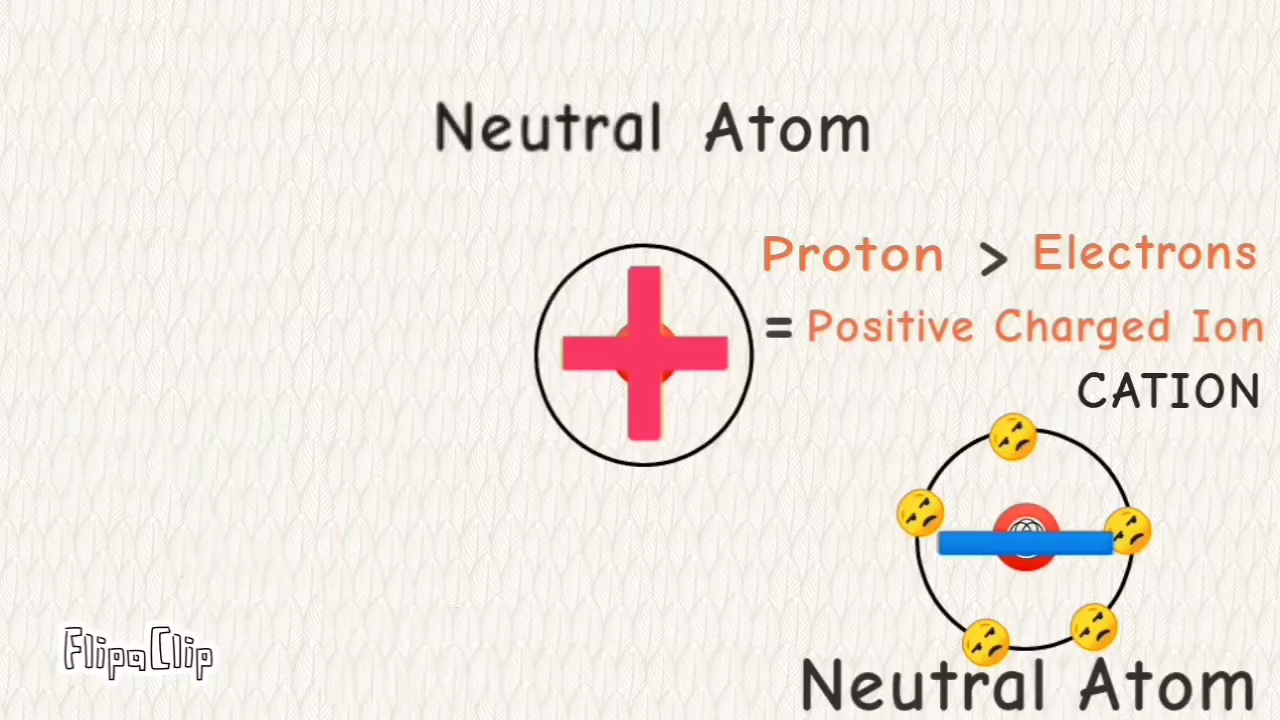 Neutral Atom
Proton > Electrons
= Positive Charged Ion
CATION
Neutral Atom
FlipaClip